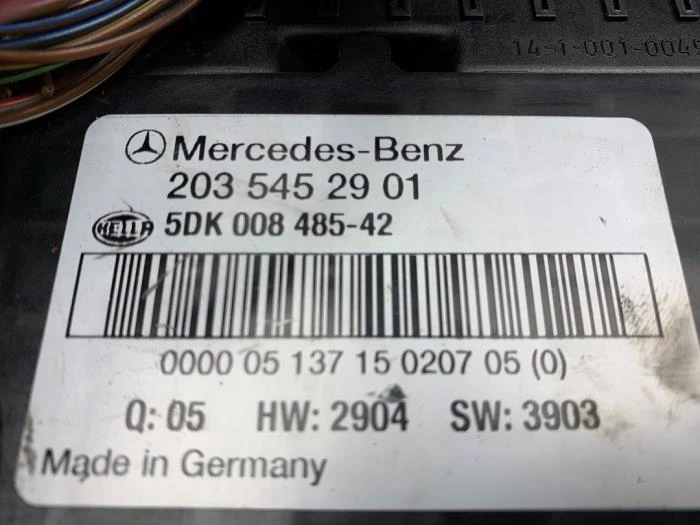 14-1-001-0049
Mercedes-Benz
203 545 29 01
HELLA 5DK 008 485-42
0000 05 137 15 0207 05 (0)
Q: 05 HW: 2904 SW: 3903
Made in Germany